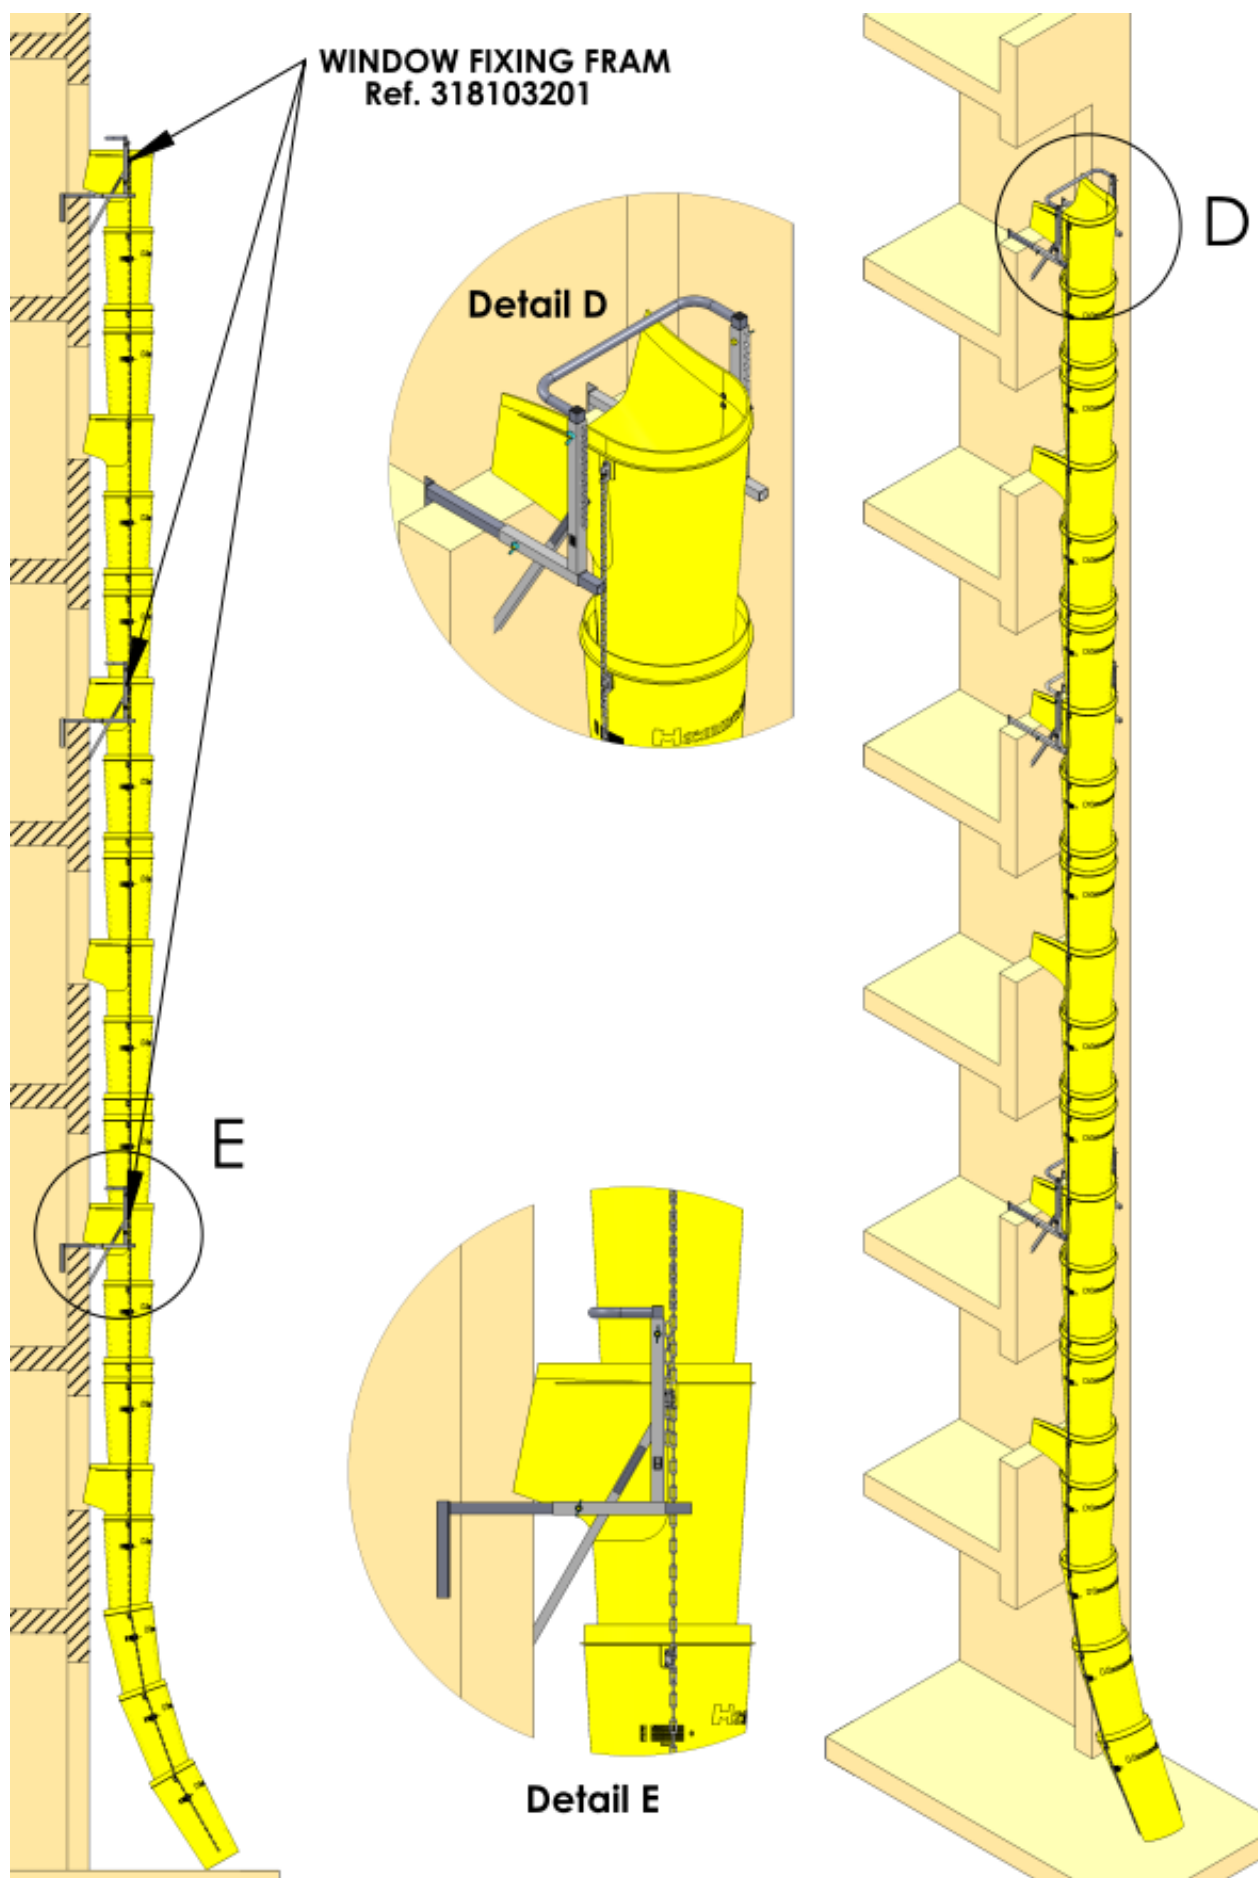 WINDOW FIXING FRAM
Ref. 318103201
D
Detail D
E
Detail E